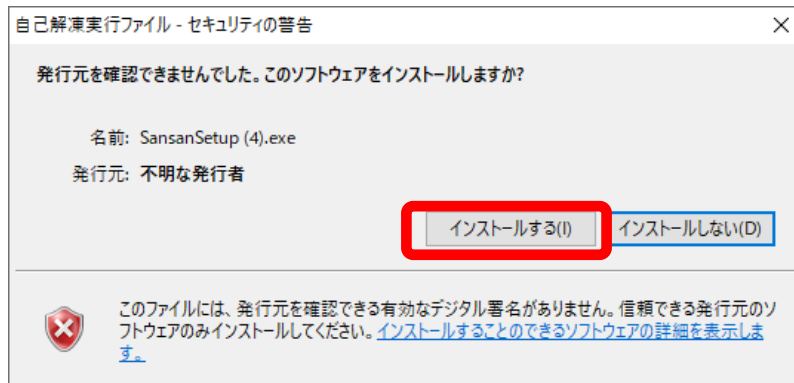 自己解凍実行ファイル - セキュリティの警告
発行元を確認できませんでした。このソフトウェアをインストールしますか?
名前: SansanSetup (4).exe
発行元: 不明な発行者
インストールする(I) インストールしない(D)
このファイルには、発行元を確認できる有効なデジタル署名がありません。信頼できる発行元のソ
フトウェアのみインストールしてください。インストールすることのできるソフトウェアの詳細を表示しま
す。